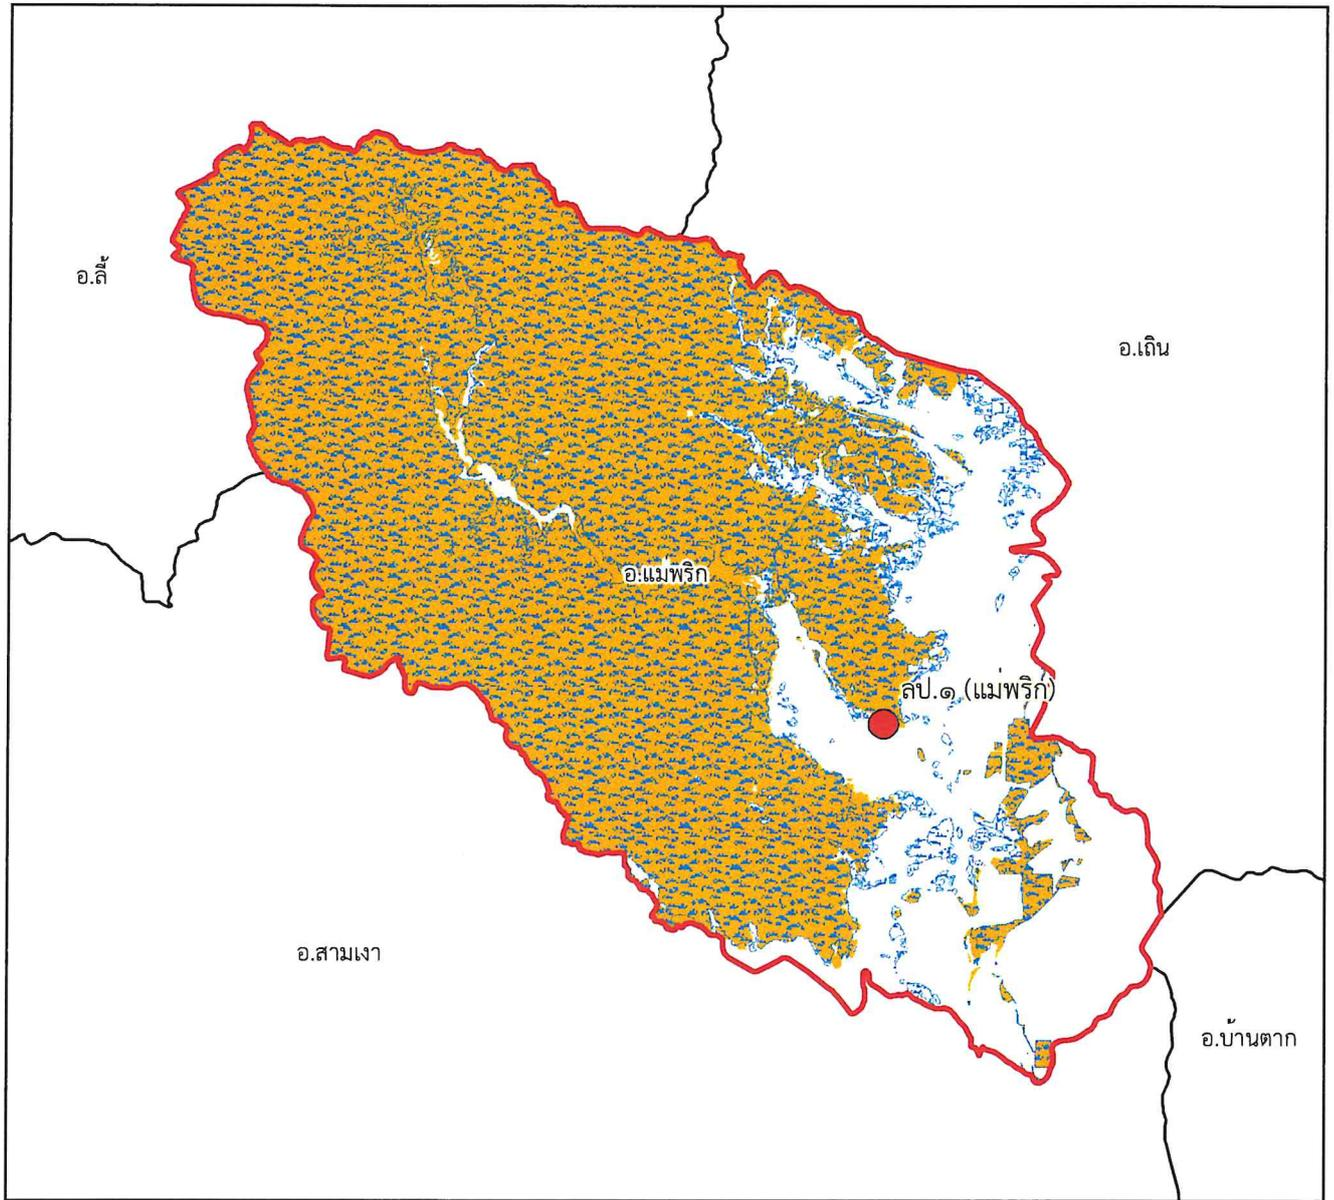 อ.ลี้
อ.เถิน
อ.แม่พริก
ลป.๑ (แม่พริก)
อ.สามเงา
อ.บ้านตาก